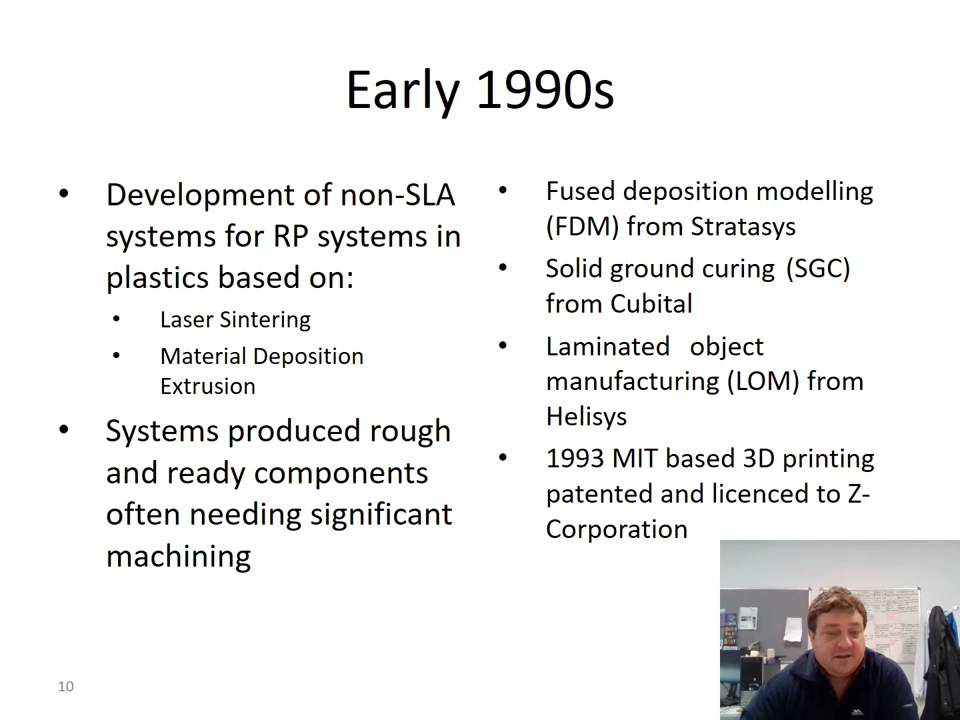 Early 1990s
• Development of non-SLA
systems for RP systems in
plastics based on:
• Laser Sintering
• Material Deposition
Extrusion
• Systems produced rough
and ready components
often needing significant
machining
• Fused deposition modelling
(FDM) from Stratasys
• Solid ground curing (SGC)
from Cubital
• Laminated object
manufacturing (LOM) from
Helisys
• 1993 MIT based 3D printing
patented and licenced to Z-
Corporation
10